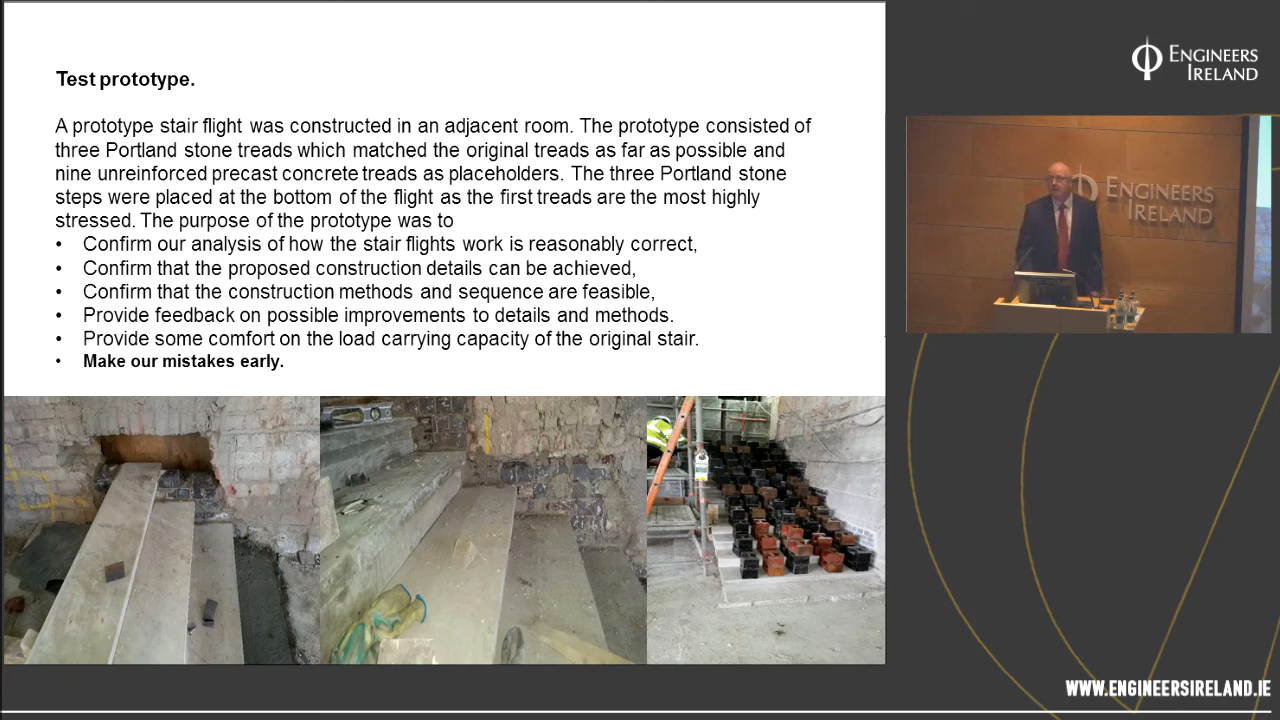 Test prototype.
A prototype stair flight was constructed in an adjacent room. The prototype consisted of
three Portland stone treads which matched the original treads as far as possible and
nine unreinforced precast concrete treads as placeholders. The three Portland stone
steps were placed at the bottom of the flight as the first treads are the most highly
stressed. The purpose of the prototype was to
• Confirm our analysis of how the stair flights work is reasonably correct,
• Confirm that the proposed construction details can be achieved,
• Confirm that the construction methods and sequence are feasible,
• Provide feedback on possible improvements to details and methods.
• Provide some comfort on the load carrying capacity of the original stair.
• Make our mistakes early.
ENGINEERS
IRELAND
ENGINEERS
IRELAND
WWW.ENGINEERSIRELAND.IE